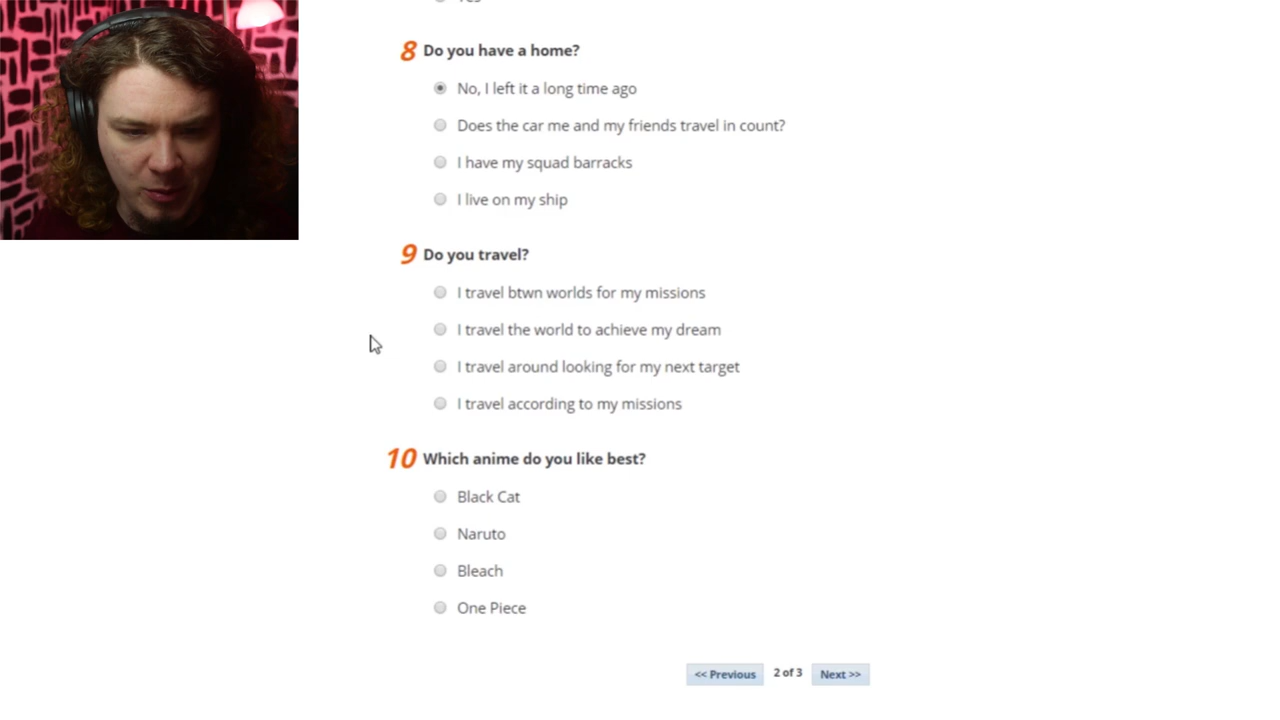 Yes
8 Do you have a home?
No, I left it a long time ago
Does the car me and my friends travel in count?
I have my squad barracks
I live on my ship
9 Do you travel?
I travel btwn worlds for my missions
I travel the world to achieve my dream
I travel around looking for my next target
I travel according to my missions
10 Which anime do you like best?
Black Cat
Naruto
Bleach
One Piece
<< Previous 2 of 3 Next >>